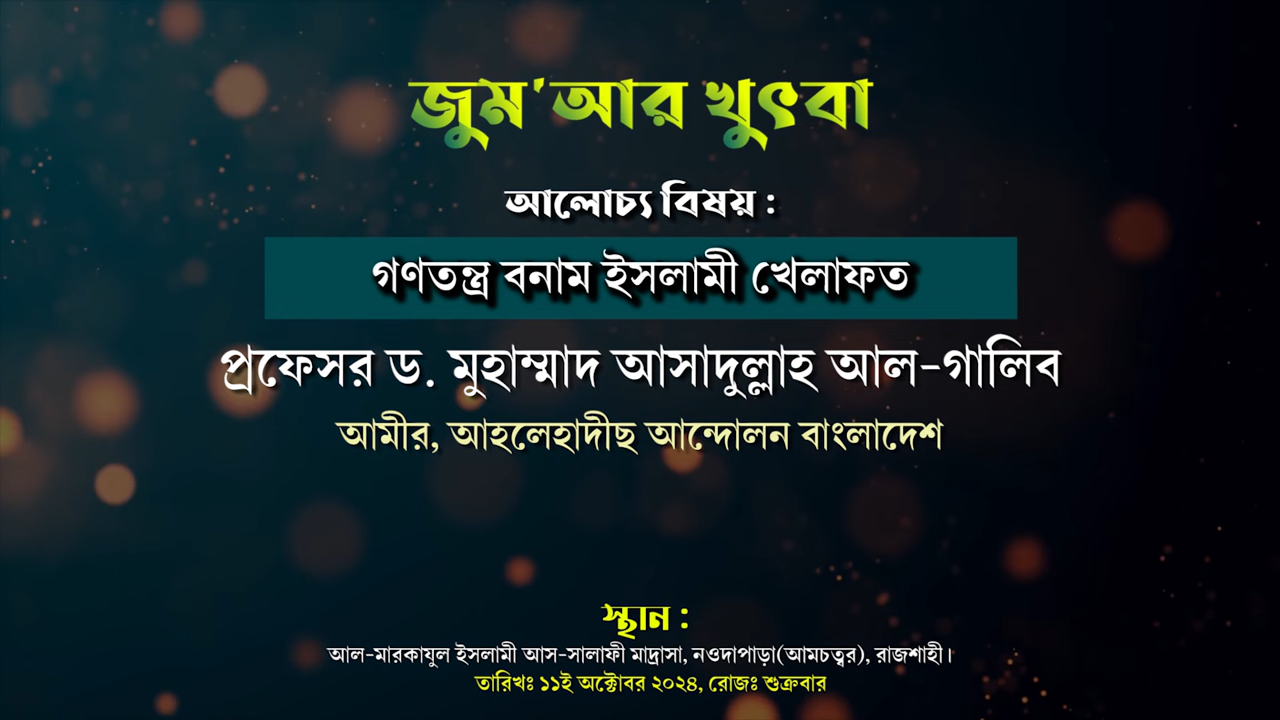 জুম'আর খুৎবা
আলোচ্য বিষয় :
গণতন্ত্র বনাম ইসলামী খেলাফত
প্রফেসর ড. মুহাম্মাদ আসাদুল্লাহ আল-গালিব
আমীর, আহলেহাদীছ আন্দোলন বাংলাদেশ
স্থান :
আল-মারকাযুল ইসলামী আস-সালাফী মাদ্রাসা, নওদাপাড়া(আমচত্বর), রাজশাহী।
তারিখঃ ১১ই অক্টোবর ২০২৪, রোজঃ শুক্রবার